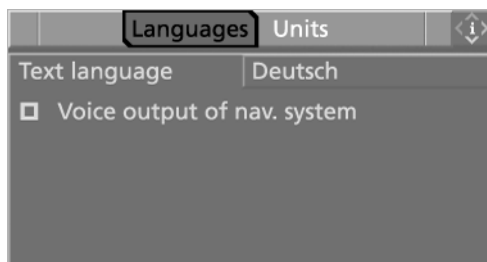 Languages Units i
Text language Deutsch
Voice output of nav. system